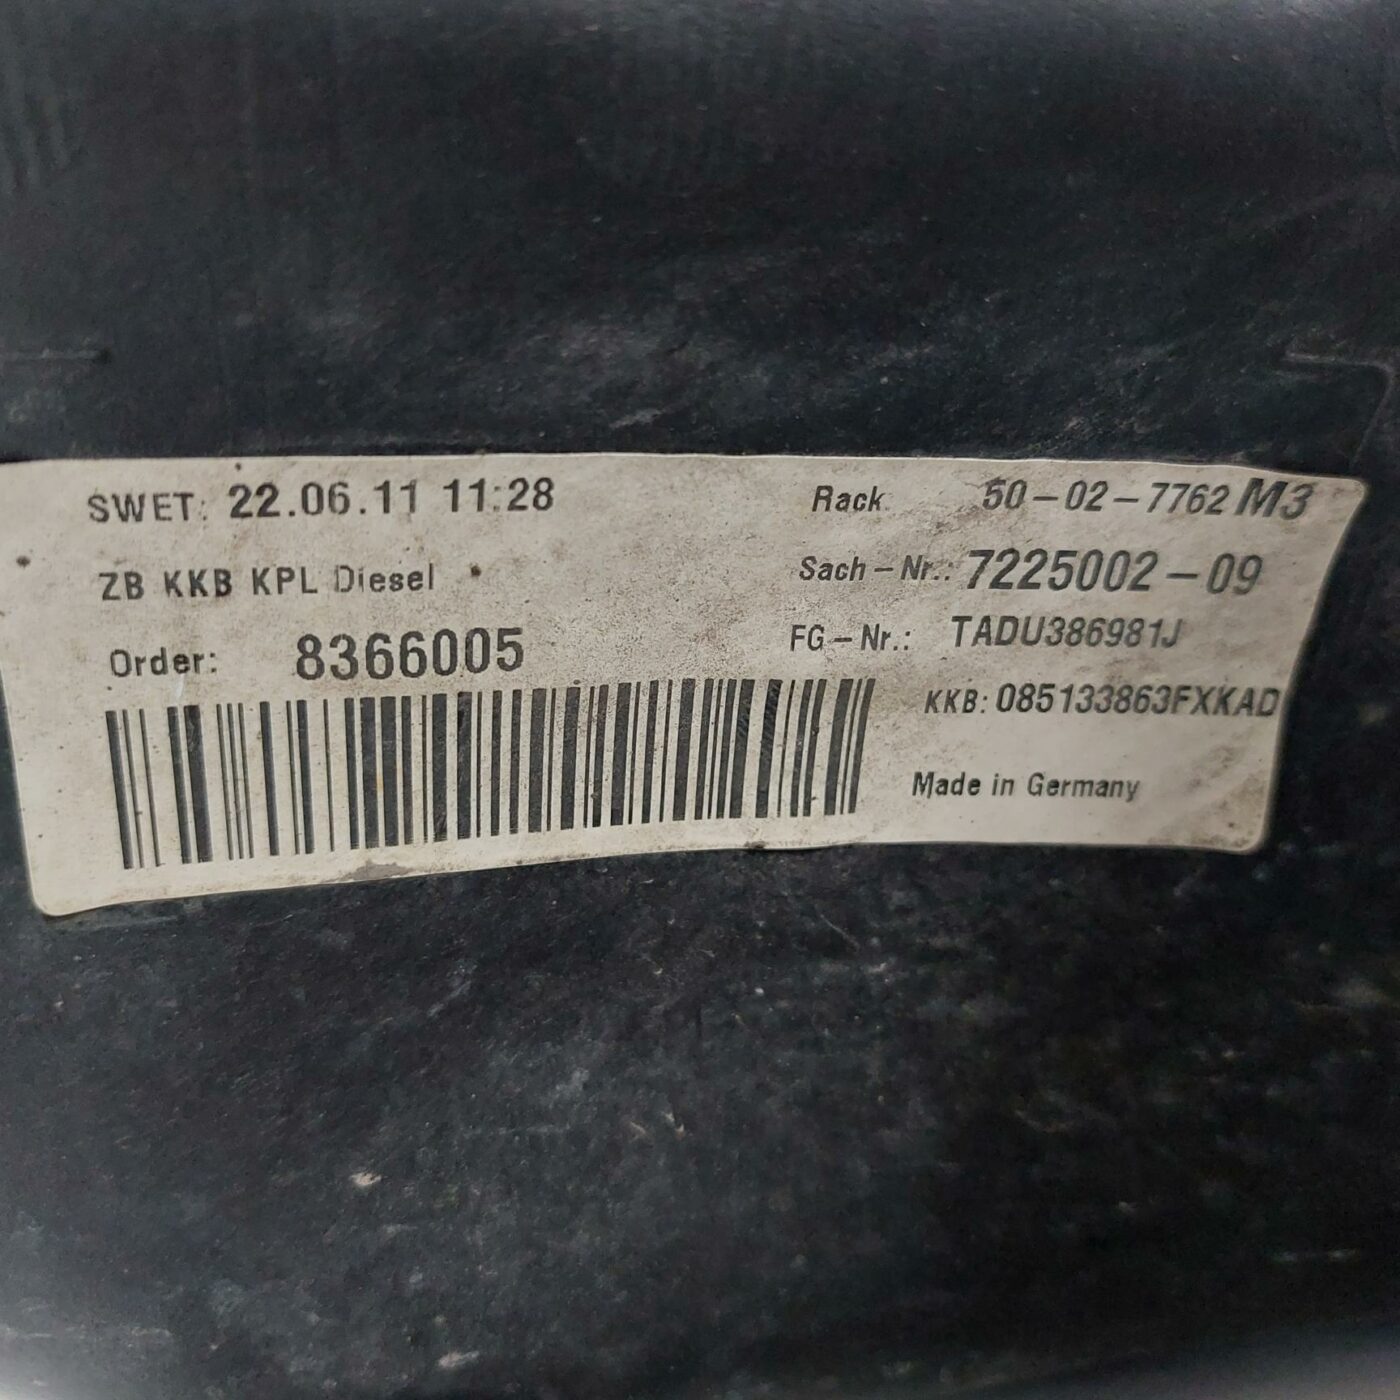 SWET: 22.06.11 11:28
Rack 50-02-7762 M3
ZB KKB KPL Diesel
Sach-Nr.: 7225002-09
Order: 8366005
FG-Nr.: TADU386981J
KKB: 085133863FXKAD
Made in Germany